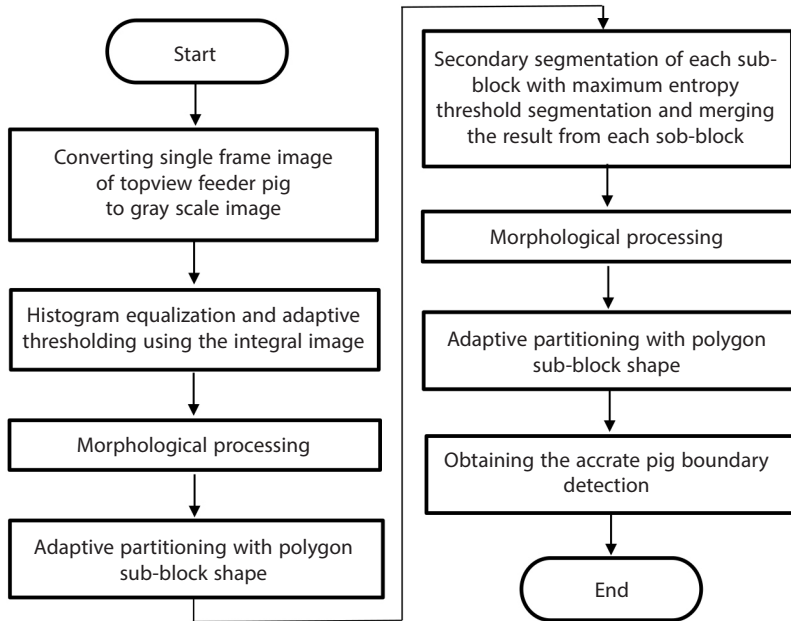 Start
Converting single frame image
of topview feeder pig
to gray scale image
Histogram equalization and adaptive
thresholding using the integral image
Morphological processing
Adaptive partitioning with polygon
sub-block shape
Secondary segmentation of each sub-
block with maximum entropy
threshold segmentation and merging
the result from each sob-block
Morphological processing
Adaptive partitioning with polygon
sub-block shape
Obtaining the accrate pig boundary
detection
End